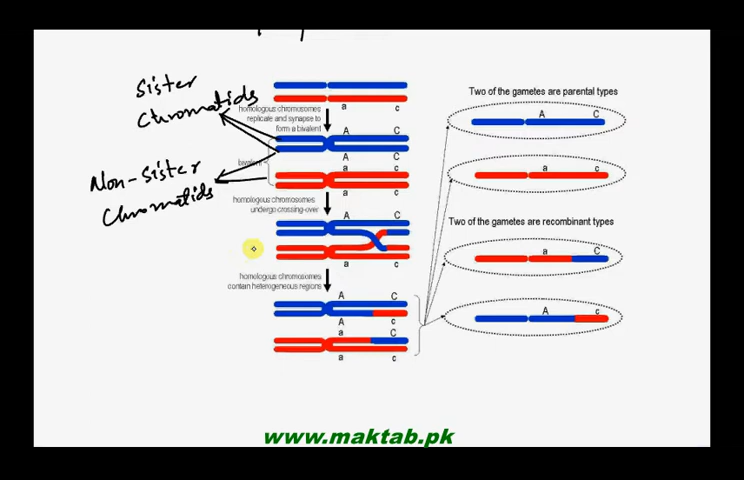 Sister
Chromatids
Non-Sister
Chromatids
a c
homologous chromosomes
replicate and synapse to
form a bivalent
A C
A C
bivalent
a c
a c
homologous chromosomes
undergo crossing-over
A C
a c
homologous chromosomes
contain heterogeneous regions
A C
A c
a C
a c
Two of the gametes are parental types
A C
a c
Two of the gametes are recombinant types
a C
A c
www.maktab.pk